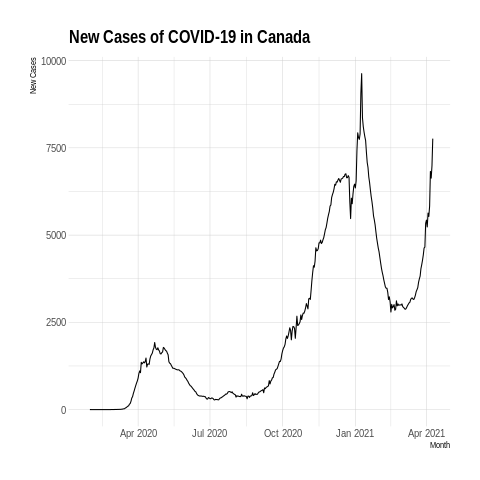 New Cases of COVID-19 in Canada
New Cases
10000
7500
5000
2500
0
Apr 2020 Jul 2020 Oct 2020 Jan 2021 Apr 2021
Month